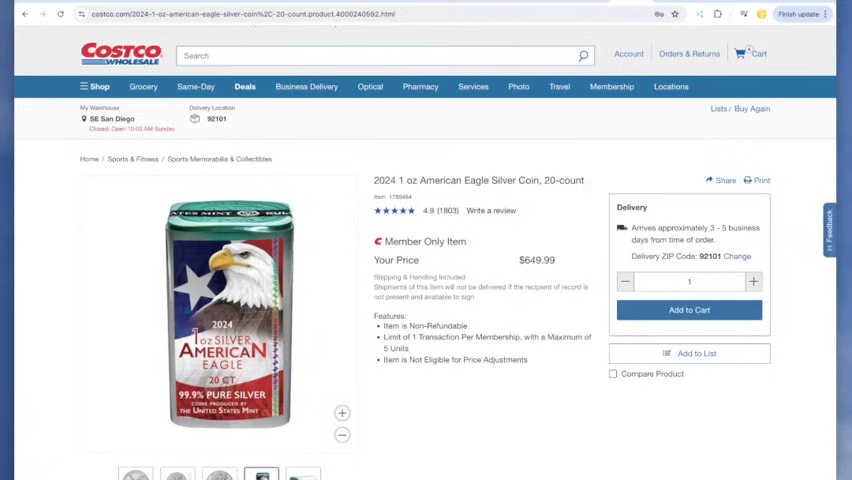 costco.com/2024-1-oz-american-eagle-silver-coin%2C-20-count.product.4000240592.html
Finish update
COSTCO
WHOLESALE
Search
Account
Orders & Returns
4
Cart
Shop
Grocery
Same-Day
Deals
Business Delivery
Optical
Pharmacy
Services
Photo
Travel
Membership
Locations
My Warehouse
SE San Diego
Closed: Open 10:00 AM Sunday
Delivery Location
92101
Lists / Buy Again
Home / Sports & Fitness / Sports Memorabilia & Collectibles
2024
1oz SILVER
AMERICAN
EAGLE
20 CT
99.9% PURE SILVER
COINS PRODUCED BY
THE UNITED STATES MINT
2024 1 oz American Eagle Silver Coin, 20-count
Item 1789494
4.9 (1803) Write a review
Member Only Item
Your Price $649.99
Shipping & Handling Included
Shipments of this item will not be delivered if the recipient of record is
not present and available to sign
Features:
• Item is Non-Refundable
• Limit of 1 Transaction Per Membership, with a Maximum of
5 Units
• Item is Not Eligible for Price Adjustments
Share
Print
Delivery
Arrives approximately 3 - 5 business
days from time of order.
Delivery ZIP Code: 92101 Change
1
Add to Cart
Add to List
Compare Product
Feedback